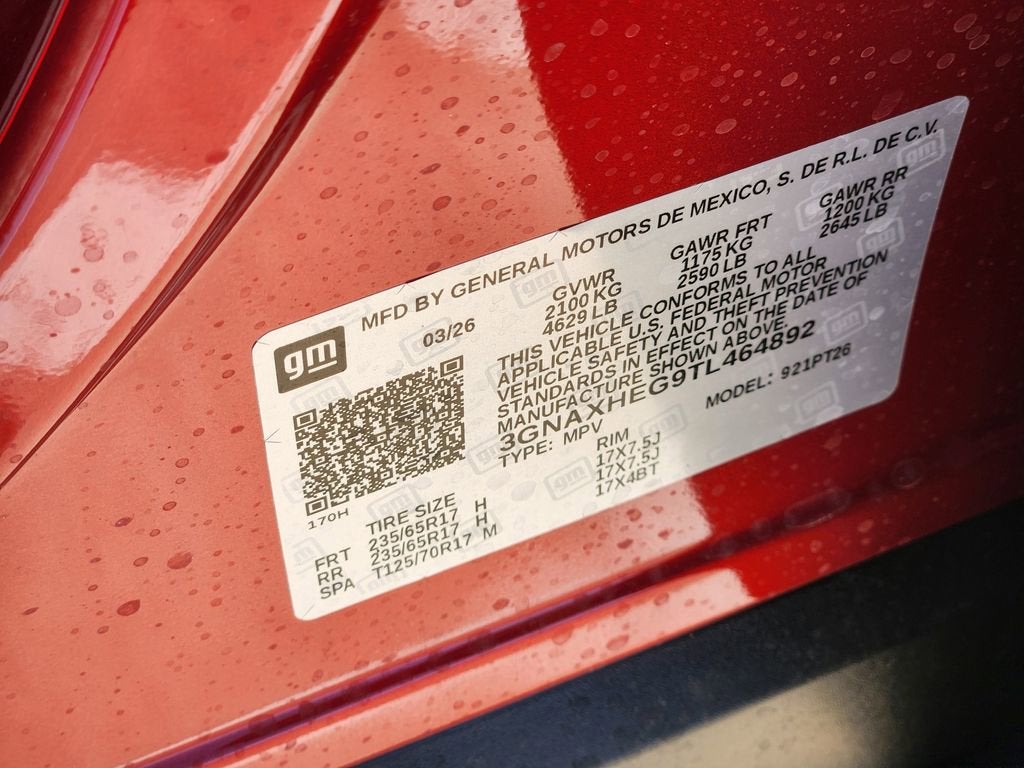 MFD BY GENERAL MOTORS DE MEXICO, S. DE R.L. DE C.V.
gm
03/26
GVWR
2100 KG
4629 LB
GAWR FRT
1175 KG
2590 LB
GAWR RR
1200 KG
2645 LB
THIS VEHICLE CONFORMS TO ALL
APPLICABLE U.S. FEDERAL MOTOR
VEHICLE SAFETY AND THEFT PREVENTION
STANDARDS IN EFFECT ON THE DATE OF
MANUFACTURE SHOWN ABOVE.
3GNAXHEG9TL464892
TYPE: MPV
MODEL: 921PT26
170H
TIRE SIZE RIM
FRT 235/65R17 H 17X7.5J
RR 235/65R17 H 17X7.5J
SPA T125/70R17 M 17X4BT